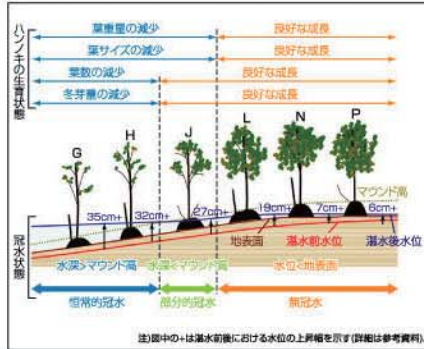 ハンノキの生育状態
葉重量の減少 良好な成長
葉サイズの減少 良好な成長
葉数の減少 良好な成長
冬芽量の減少 良好な成長
G H J L N P
マウンド高
35cm+ 32cm+ 27cm+ 19cm+ 7cm+ 6cm+
地表面 湛水前水位 湛水後水位
冠水状態
水深>マウンド高 水深<マウンド高 水位<地表面
恒常的冠水 部分的冠水 無冠水
注)図中の+は湛水前後における水位の上昇幅を示す(詳細は参考資料).